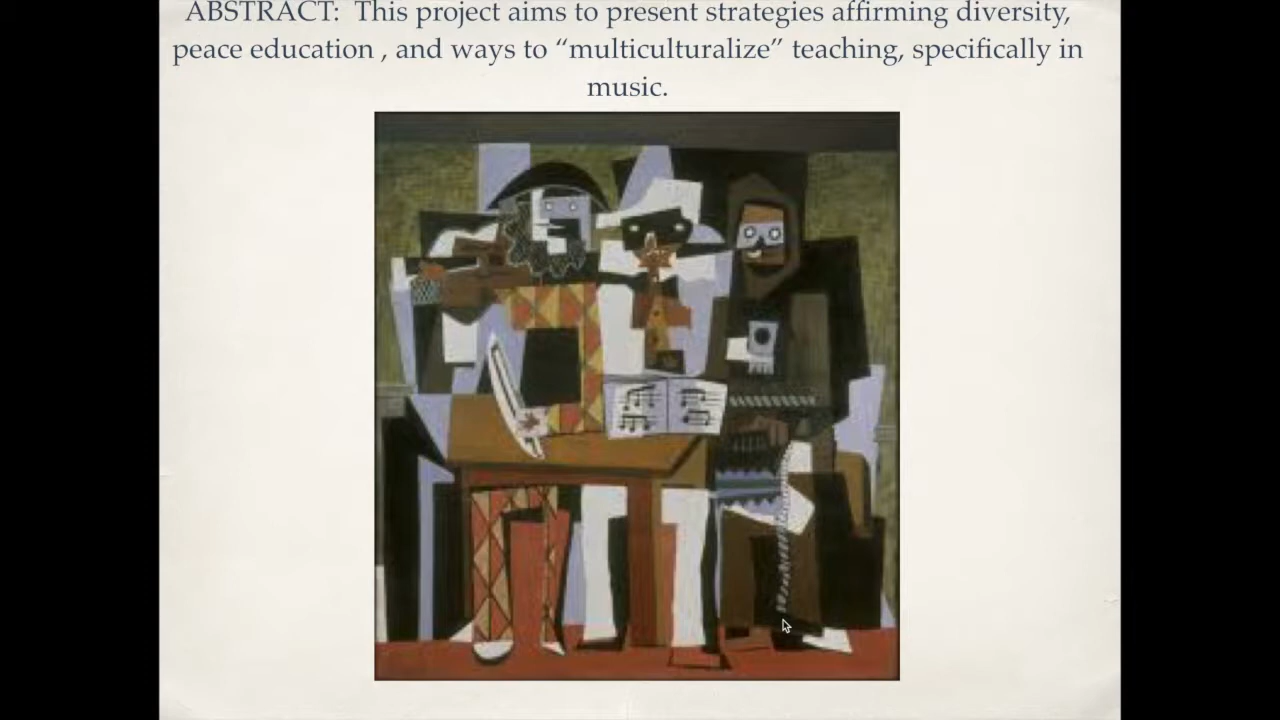 ABSTRACT:  This project aims to present strategies affirming diversity,
peace education , and ways to “multiculturalize” teaching, specifically in
music.